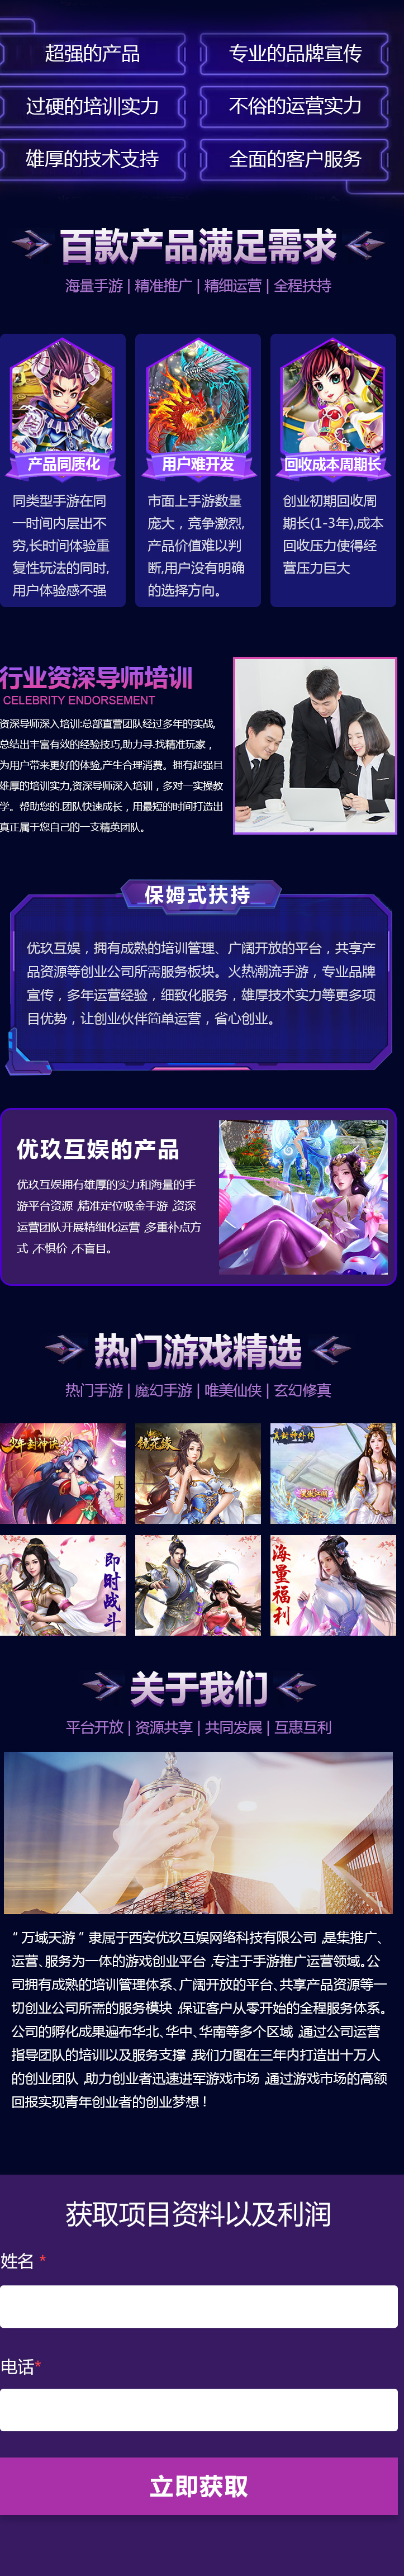 超强的产品
专业的品牌宣传
过硬的培训实力
不俗的运营实力
雄厚的技术支持
全面的客户服务
百款产品满足需求
海量手游 | 精准推广 | 精细运营 | 全程扶持
产品同质化
同类型手游在同
一时间内层出不
穷,长时间体验重
复性玩法的同时,
用户体验感不强
用户难开发
市面上手游数量
庞大，竞争激烈,
产品价值难以判
断,用户没有明确
的选择方向。
回收成本周期长
创业初期回收周
期长(1-3年),成本
回收压力使得经
营压力巨大
行业资深导师培训
CELEBRITY ENDORSEMENT
资深导师深入培训:总部直营团队经过多年的实战,
总结出丰富有效的经验技巧,助力寻.找精准玩家，
为用户带来更好的体验,产生合理消费。拥有超强且
雄厚的培训实力,资深导师深入培训，多对一实操教
学。帮助您的.团队快速成长，用最短的时间打造出
真正属于您自己的一支精英团队。
保姆式扶持
优玖互娱，拥有成熟的培训管理、广阔开放的平台，共享产
品资源等创业公司所需服务板块。火热潮流手游，专业品牌
宣传，多年运营经验，细致化服务，雄厚技术实力等更多项
目优势，让创业伙伴简单运营，省心创业。
优玖互娱的产品
优玖互娱拥有雄厚的实力和海量的手
游平台资源 ,精准定位吸金手游 ,资深
运营团队开展精细化运营 ,多重补点方
式 ,不惧价 ,不盲目。
热门游戏精选
热门手游 | 魔幻手游 | 唯美仙侠 | 玄幻修真
少年封神诀
大乔
镜花缘
真封神外传
笑傲江湖
即时战斗
海量福利
关于我们
平台开放 | 资源共享 | 共同发展 | 互惠互利
“ 万域天游 ” 隶属于西安优玖互娱网络科技有限公司 ,是集推广、
运营、服务为一体的游戏创业平台 ,专注于手游推广运营领域。公
司拥有成熟的培训管理体系、广阔开放的平台、共享产品资源等一
切创业公司所需的服务模块 ,保证客户从零开始的全程服务体系。
公司的孵化成果遍布华北、华中、华南等多个区域 ,通过公司运营
指导团队的培训以及服务支撑 ,我们力图在三年内打造出十万人
的创业团队 ,助力创业者迅速进军游戏市场 ,通过游戏市场的高额
回报实现青年创业者的创业梦想 !
获取项目资料以及利润
姓名 *
电话*
立即获取